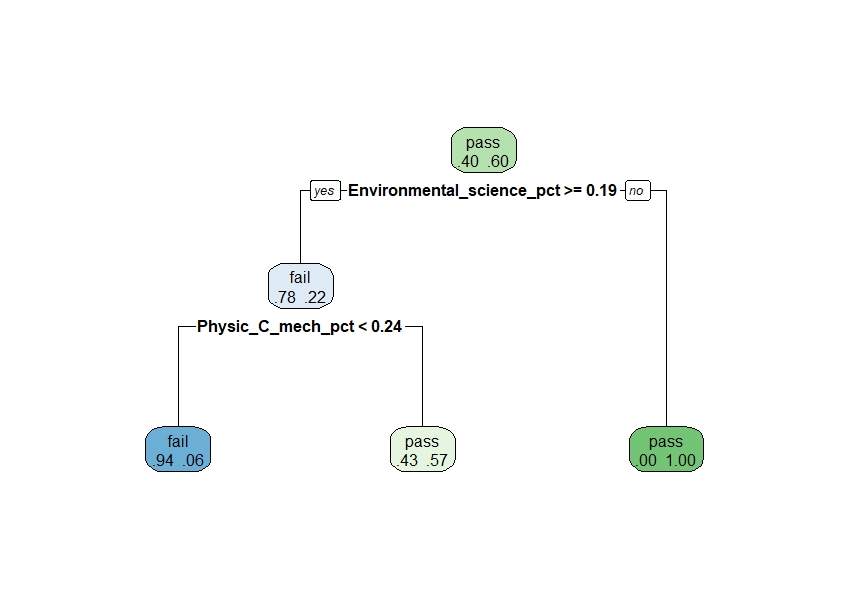 pass
.40 .60
yes Environmental_science_pct >= 0.19 no
fail
.78 .22
Physic_C_mech_pct < 0.24
fail
.94 .06
pass
.43 .57
pass
.00 1.00